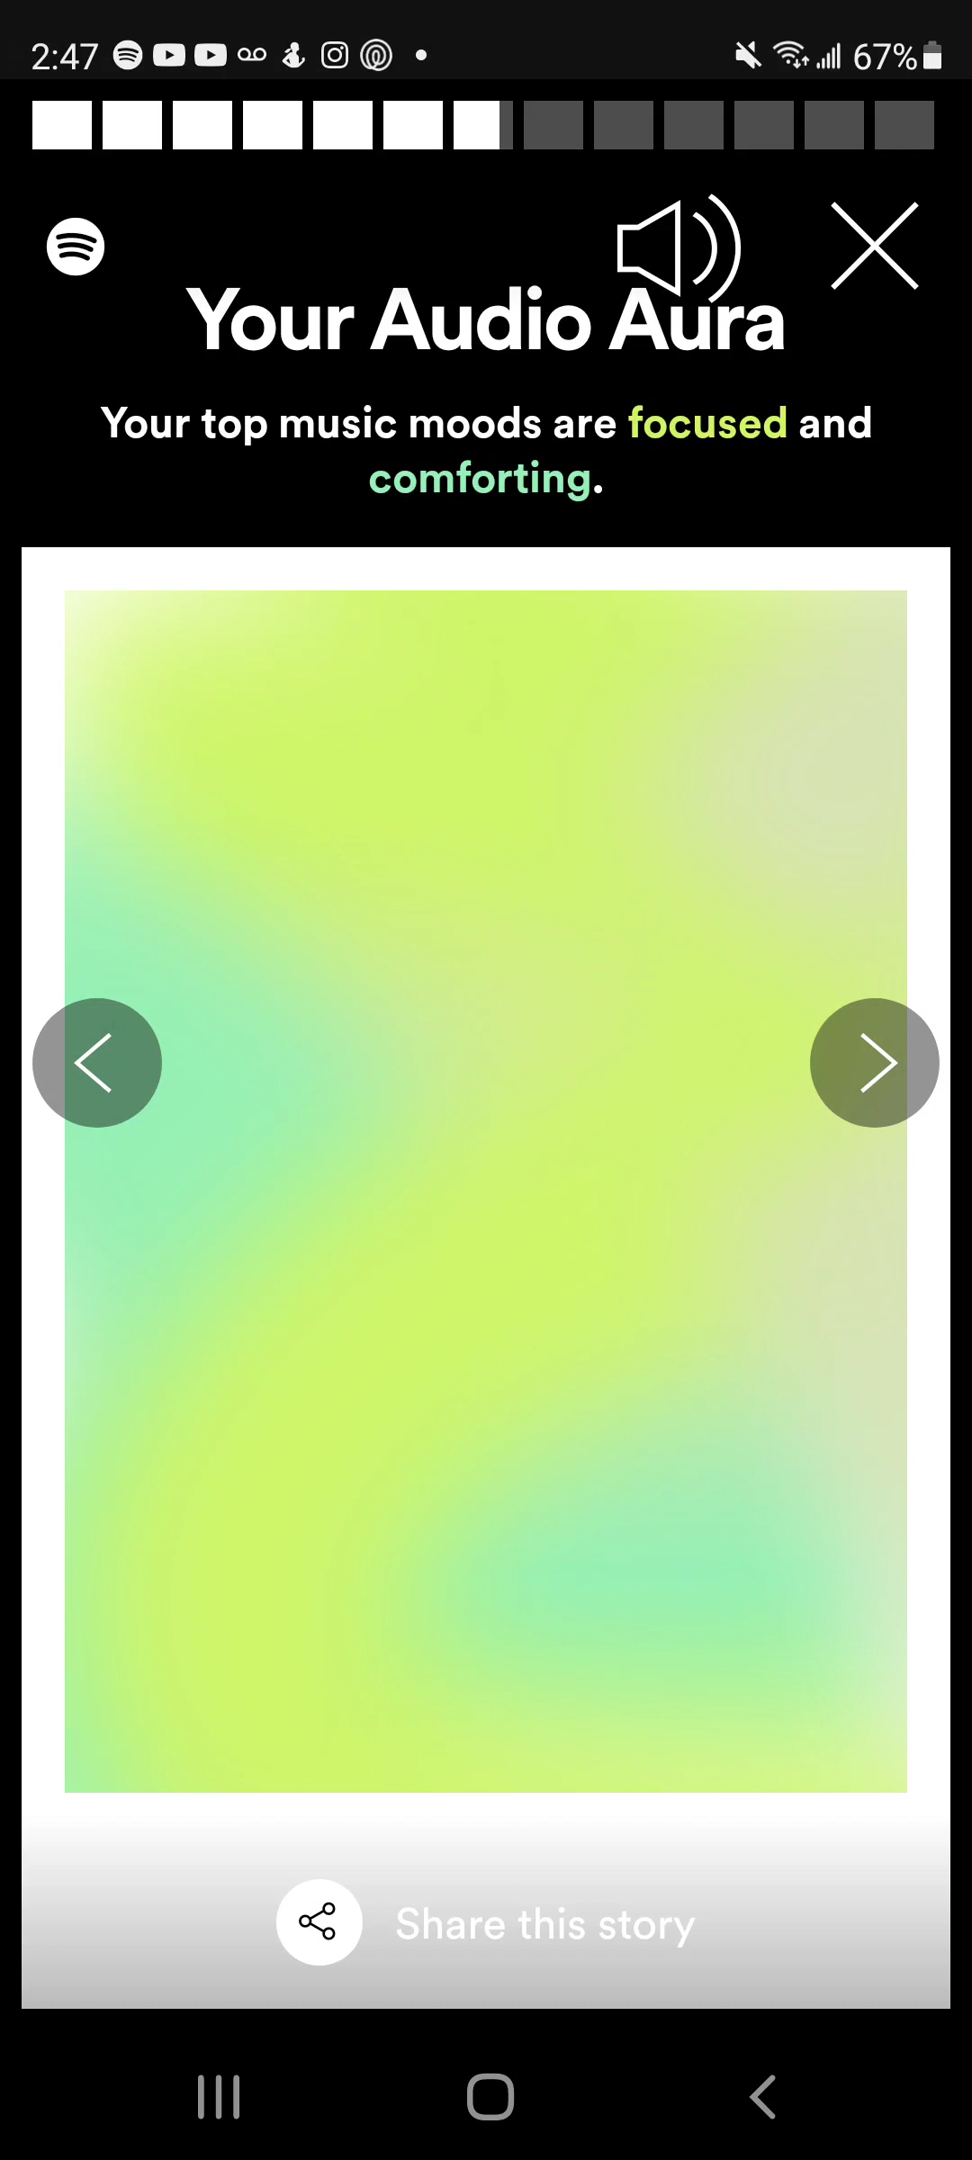 2:47
67%
Your Audio Aura
Your top music moods are focused and
comforting.
Share this story